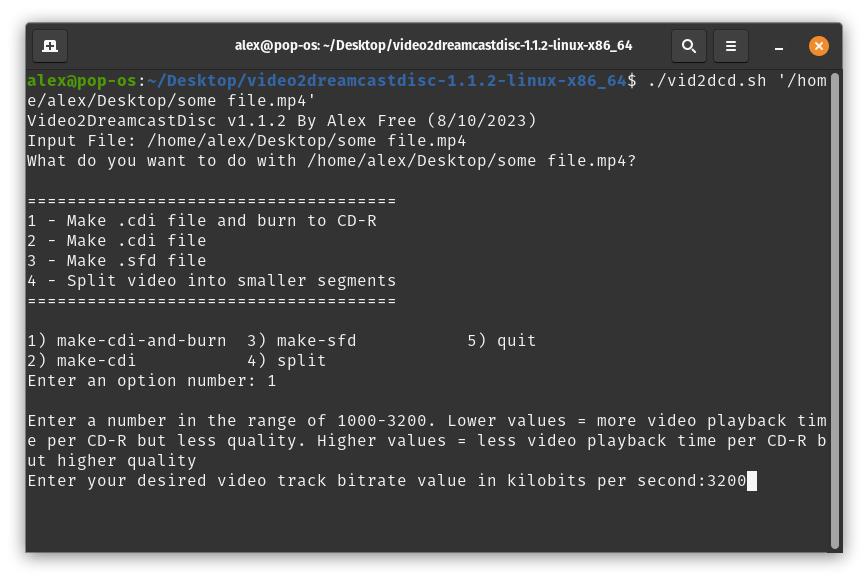 alex@pop-os: ~/Desktop/video2dreamcastdisc-1.1.2-linux-x86_64
alex@pop-os:~/Desktop/video2dreamcastdisc-1.1.2-linux-x86_64$ ./vid2dcd.sh '/hom
e/alex/Desktop/some file.mp4'
Video2DreamcastDisc v1.1.2 By Alex Free (8/10/2023)
Input File: /home/alex/Desktop/some file.mp4
What do you want to do with /home/alex/Desktop/some file.mp4?
=====================================
1 - Make .cdi file and burn to CD-R
2 - Make .cdi file
3 - Make .sfd file
4 - Split video into smaller segments
=====================================
1) make-cdi-and-burn  3) make-sfd           5) quit
2) make-cdi           4) split
Enter an option number: 1
Enter a number in the range of 1000-3200. Lower values = more video playback tim
e per CD-R but less quality. Higher values = less video playback time per CD-R b
ut higher quality
Enter your desired video track bitrate value in kilobits per second:3200